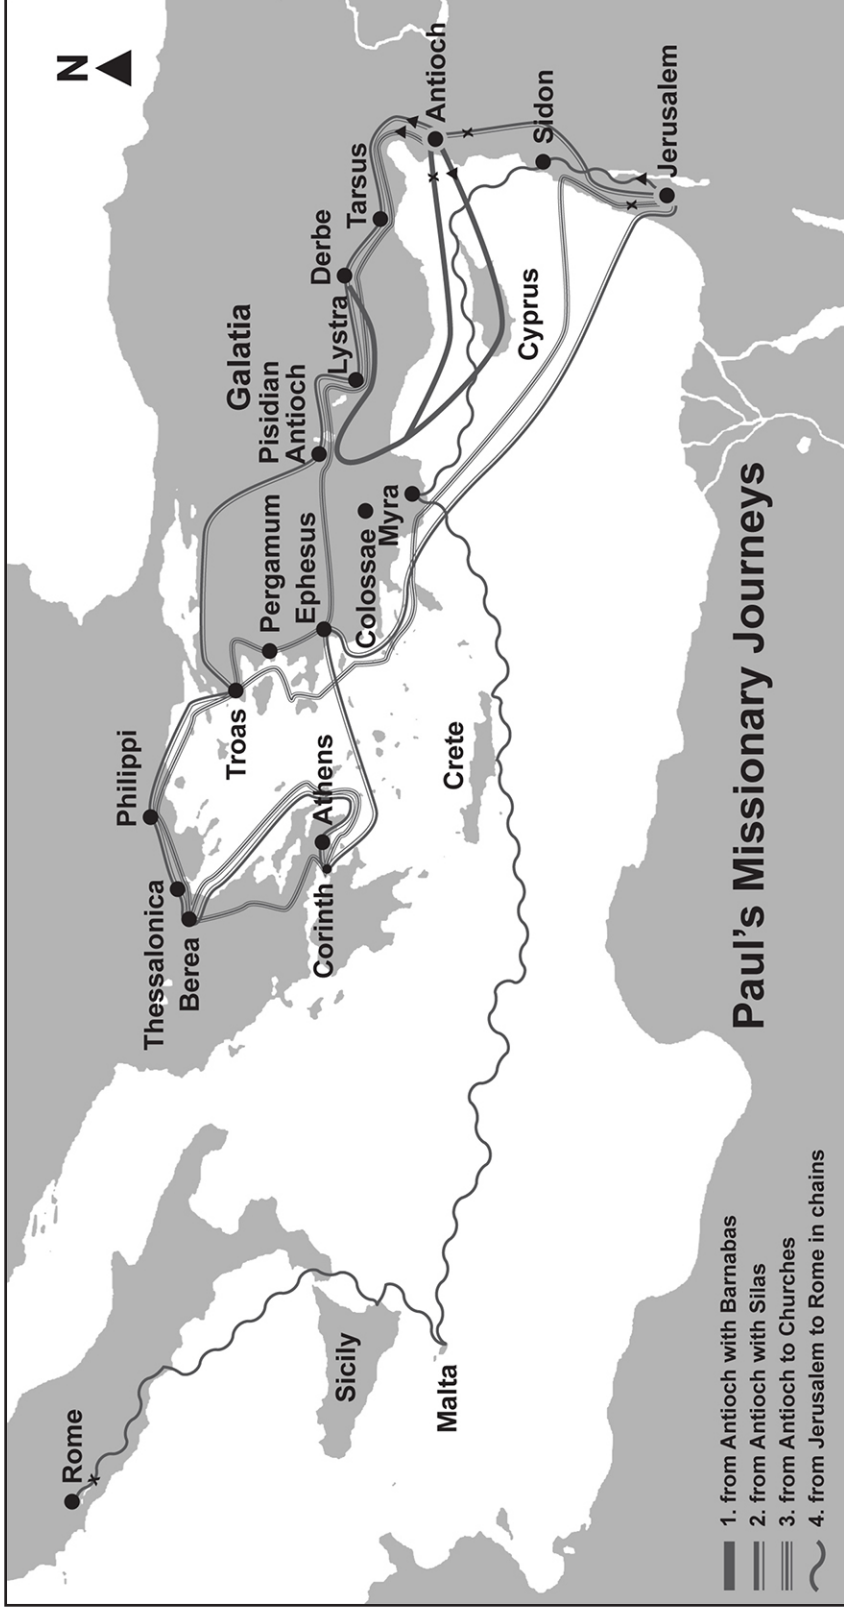 N
Rome
Sicily
Malta
Thessalonica
Berea
Philippi
Corinth
Athens
Troas
Pergamum
Ephesus
Colossae
Myra
Crete
Galatia
Pisidian
Antioch
Lystra
Derbe
Tarsus
Antioch
Cyprus
Sidon
Jerusalem
Paul's Missionary Journeys
1. from Antioch with Barnabas
2. from Antioch with Silas
3. from Antioch to Churches
4. from Jerusalem to Rome in chains